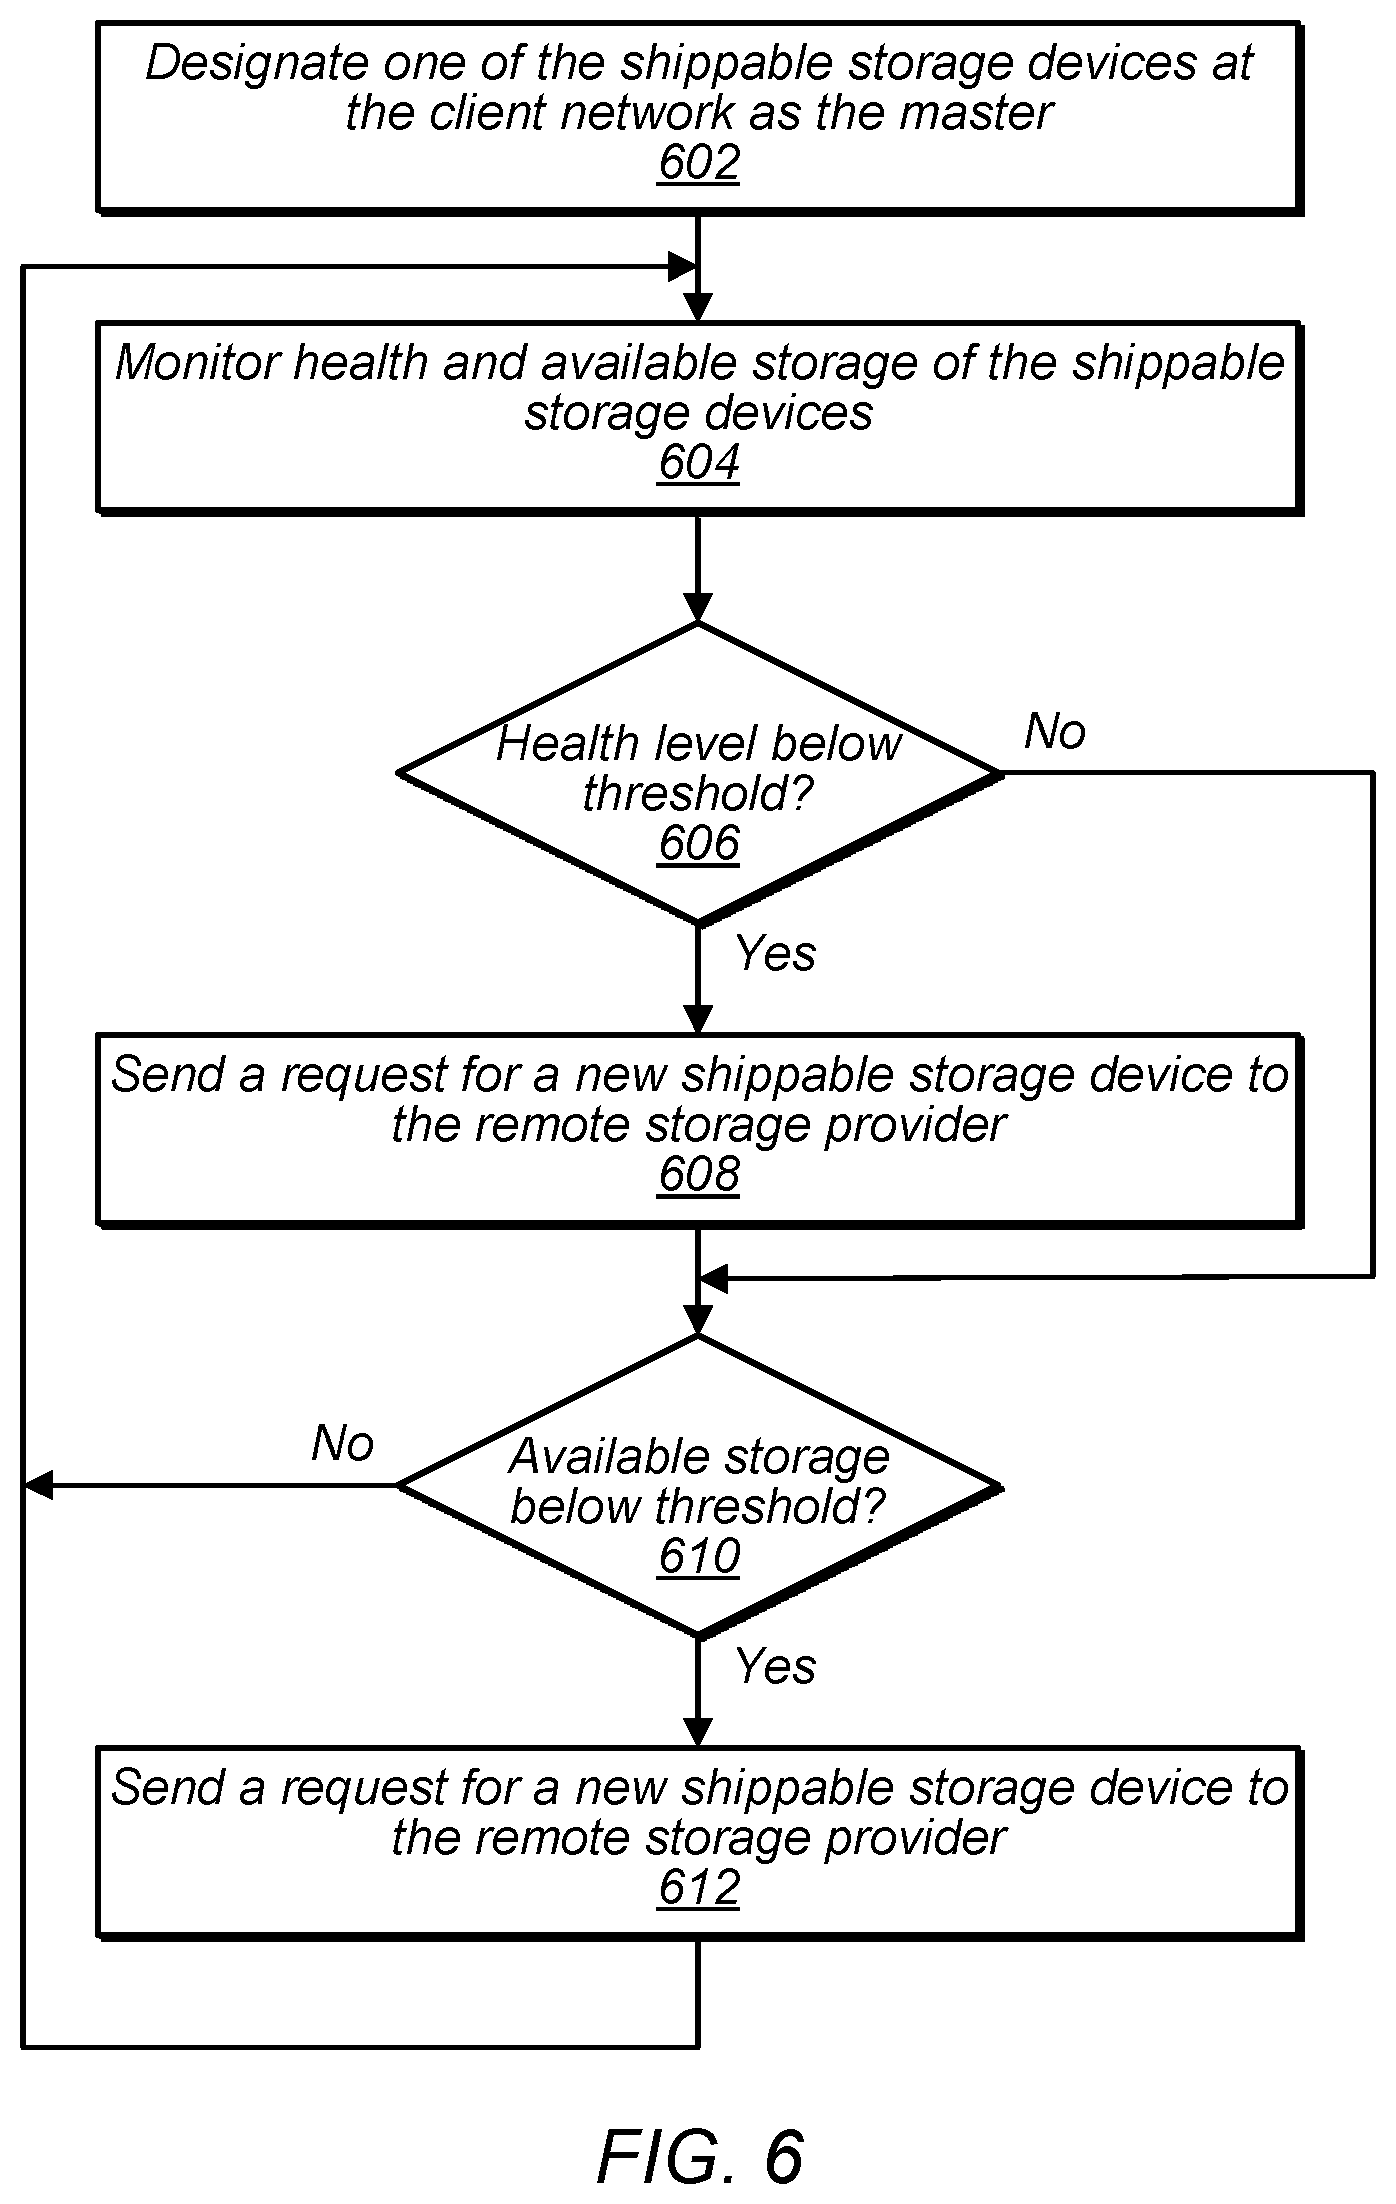 Designate one of the shippable storage devices at
the client network as the master
602
Monitor health and available storage of the shippable
storage devices
604
Health level below
threshold?
606
No
Yes
Send a request for a new shippable storage device to
the remote storage provider
608
Available storage
below threshold?
610
No
Yes
Send a request for a new shippable storage device to
the remote storage provider
612
FIG. 6